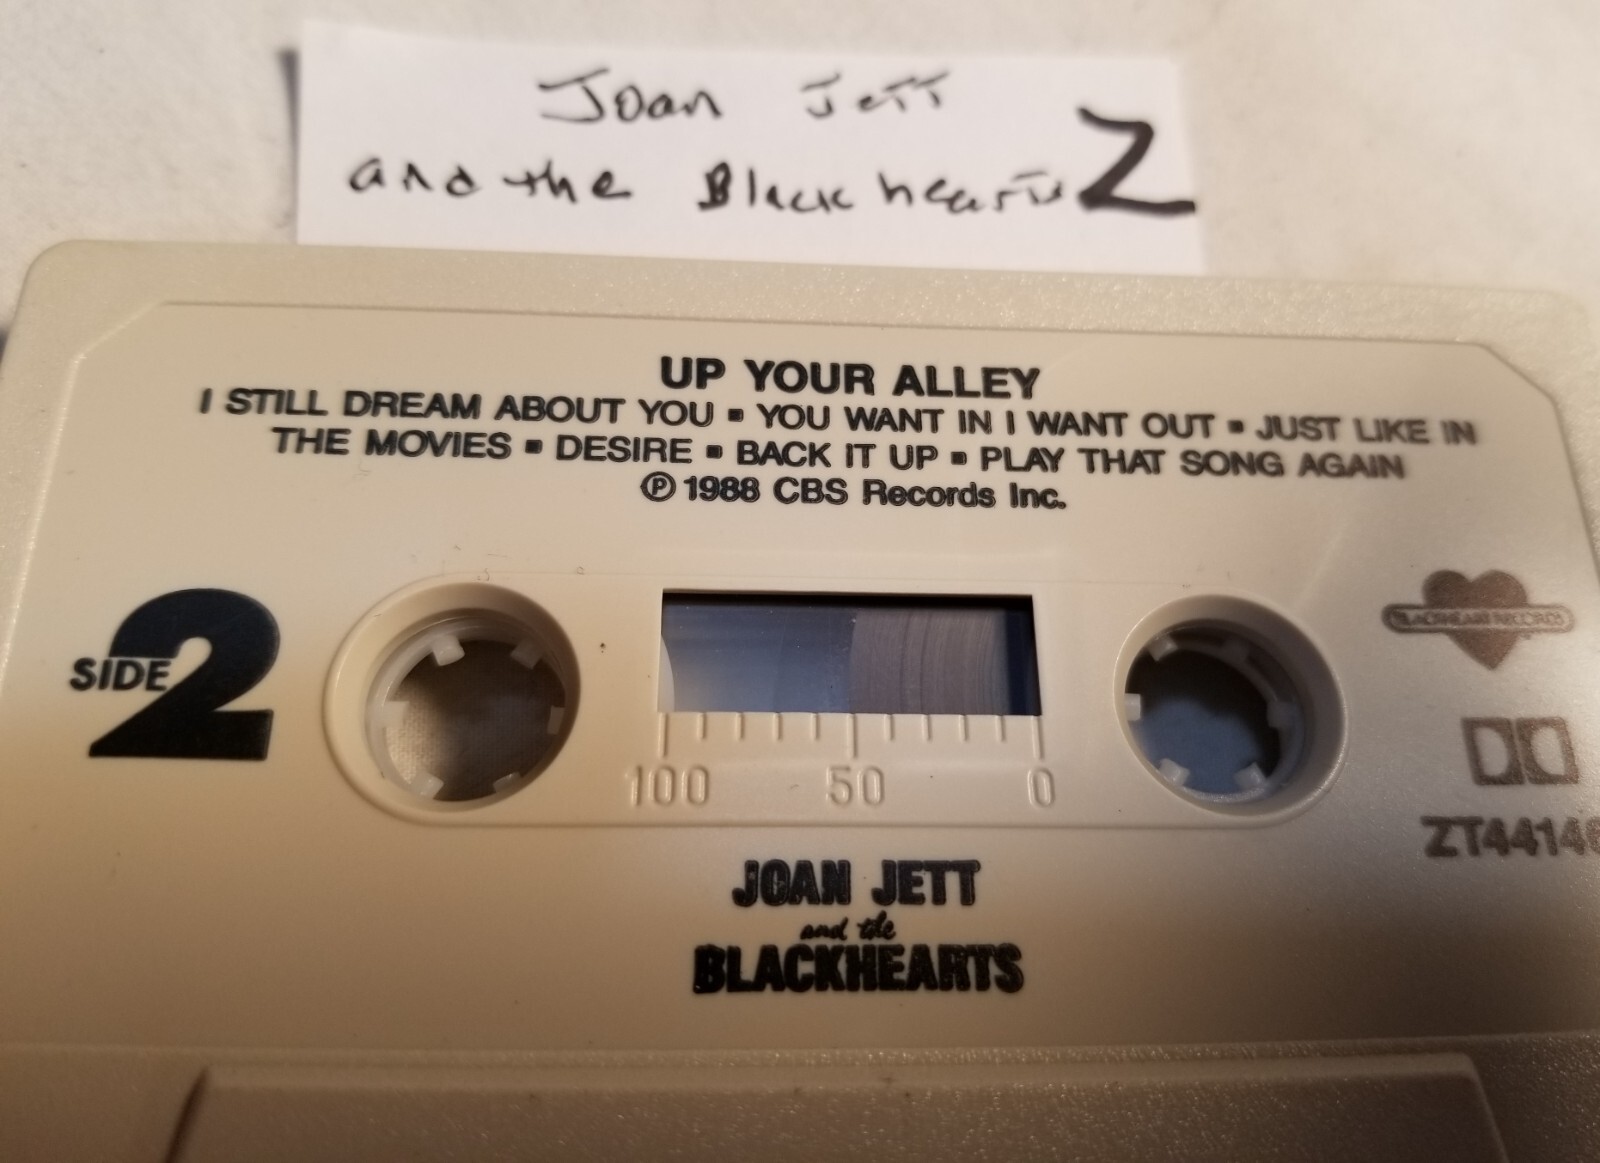 Joan Jett
and the Blackhearts Z
UP YOUR ALLEY
I STILL DREAM ABOUT YOU ▪ YOU WANT IN I WANT OUT ▪ JUST LIKE IN
THE MOVIES ▪ DESIRE ▪ BACK IT UP ▪ PLAY THAT SONG AGAIN
℗ 1988 CBS Records Inc.
SIDE 2
BLACKHEART RECORDS
100 50 0
ZT44146
JOAN JETT
and the
BLACKHEARTS